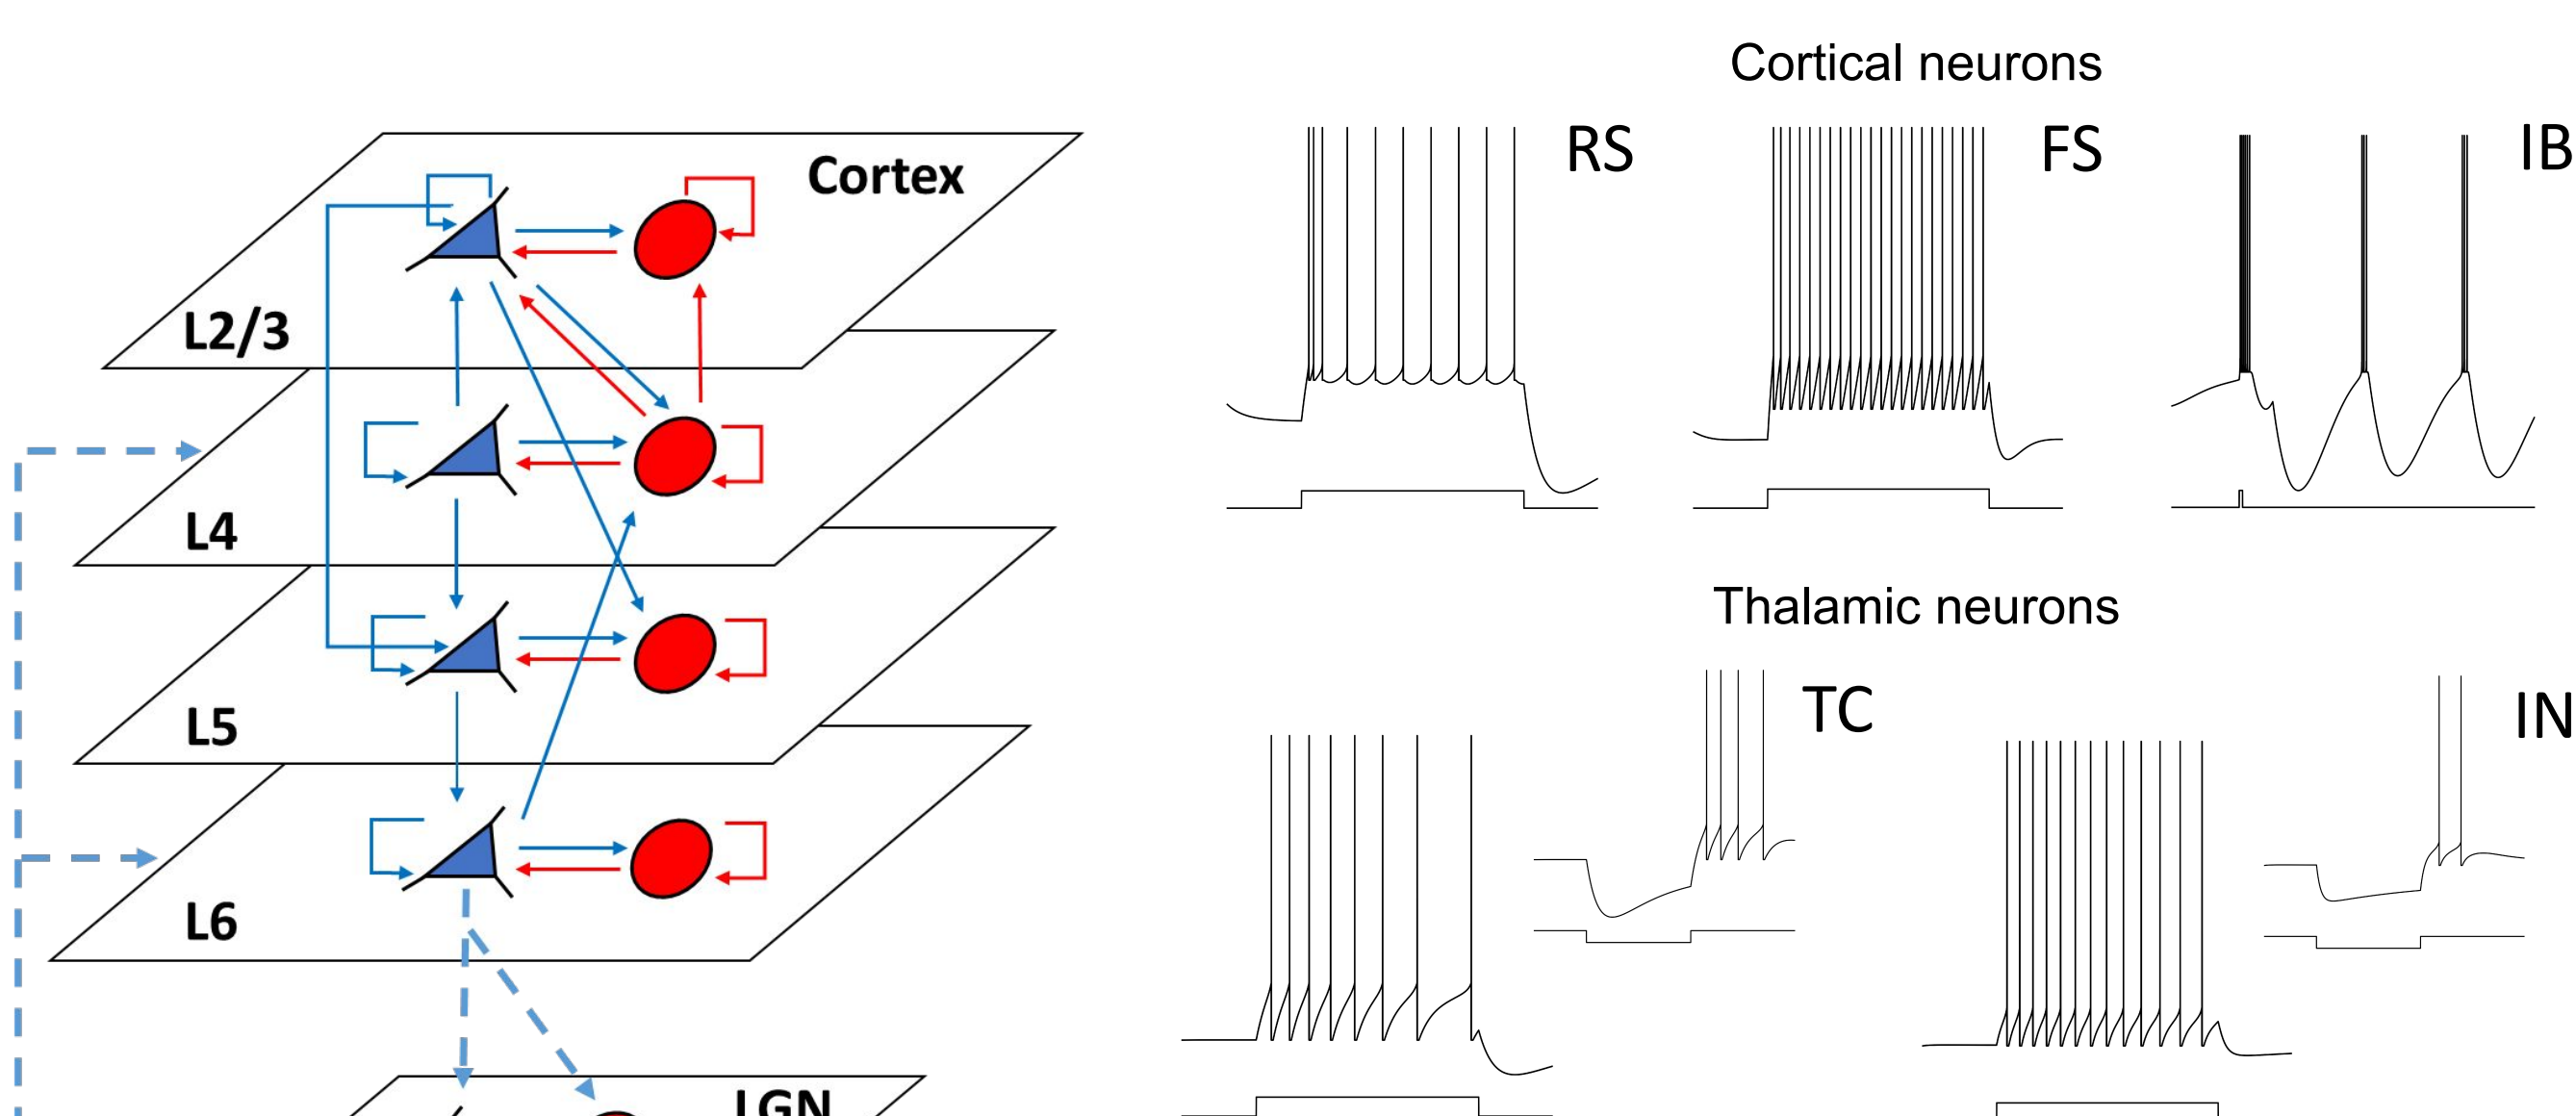 Cortex
L2/3
L4
L5
L6
LGN
Cortical neurons
RS
FS
IB
Thalamic neurons
TC
IN